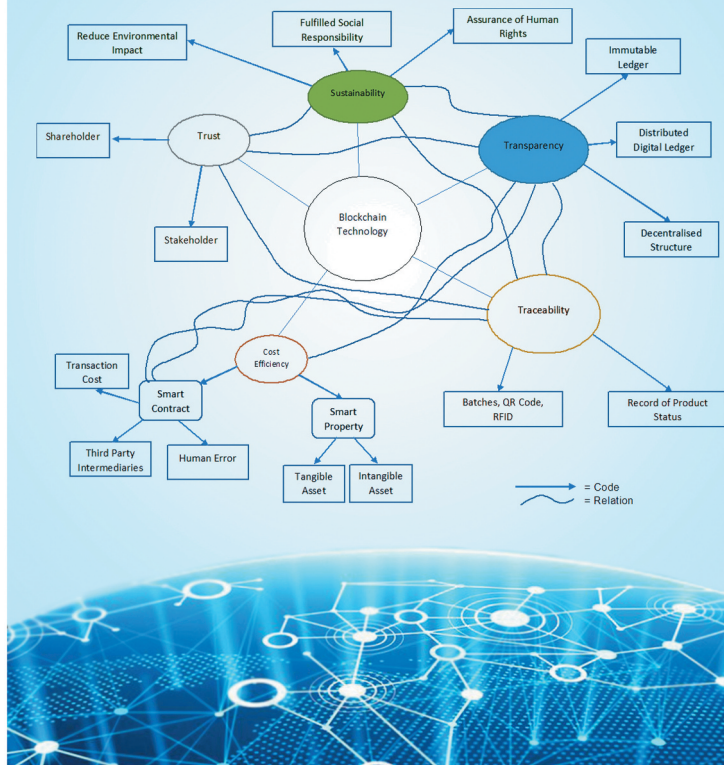 Fulfilled Social
Responsibility
Assurance of Human
Rights
Reduce Environmental
Impact
Immutable
Ledger
Sustainability
Shareholder
Trust
Transparency
Distributed
Digital Ledger
Blockchain
Technology
Stakeholder
Decentralised
Structure
Traceability
Cost
Efficiency
Transaction
Cost
Smart
Contract
Smart
Property
Batches, QR Code,
RFID
Record of Product
Status
Third Party
Intermediaries
Human Error
Tangible
Asset
Intangible
Asset
= Code
= Relation